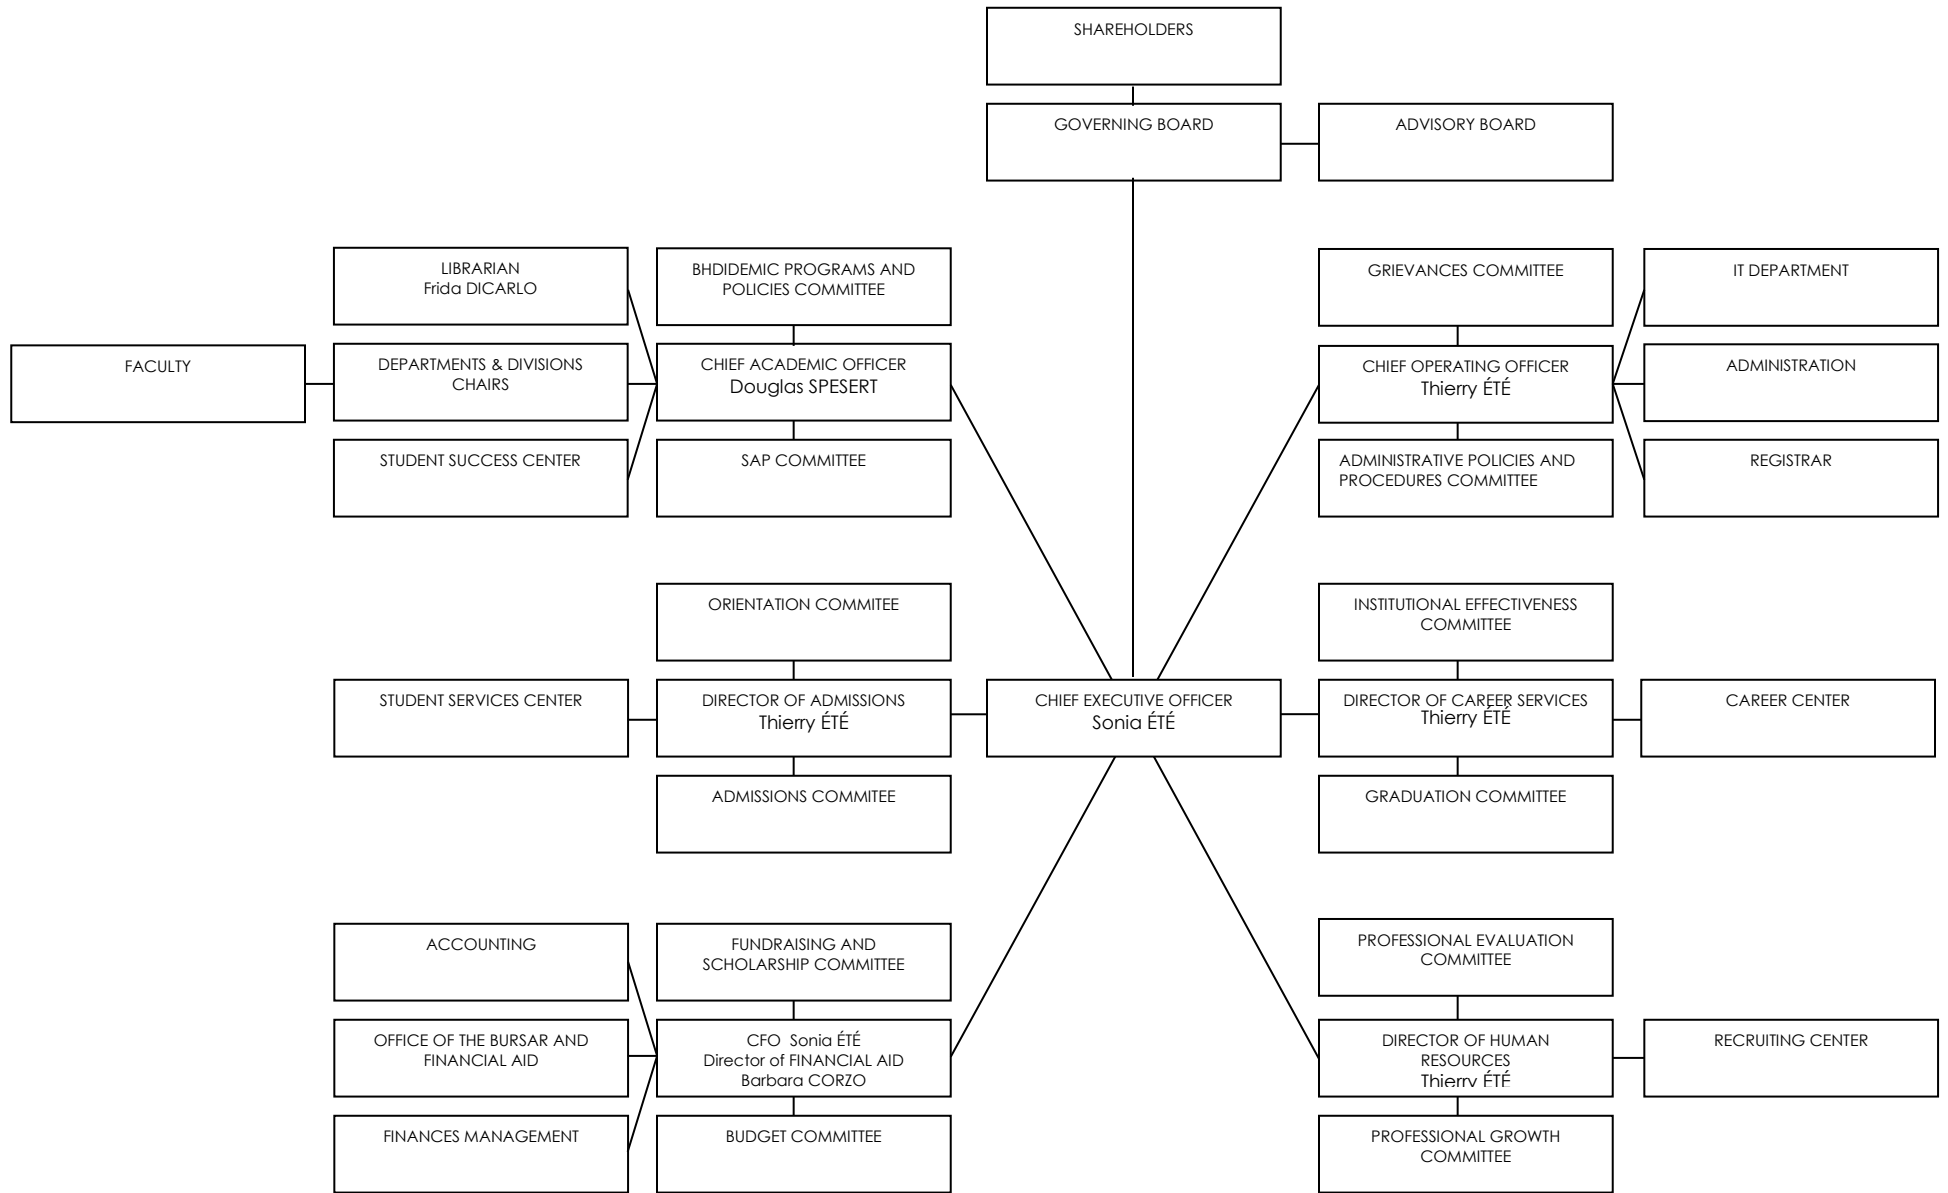 SHAREHOLDERS
GOVERNING BOARD
ADVISORY BOARD
LIBRARIAN
Frida DICARLO
BHDIDEMIC PROGRAMS AND
POLICIES COMMITTEE
GRIEVANCES COMMITTEE
IT DEPARTMENT
FACULTY
DEPARTMENTS & DIVISIONS
CHAIRS
CHIEF ACADEMIC OFFICER
Douglas SPESERT
CHIEF OPERATING OFFICER
Thierry ÉTÉ
ADMINISTRATION
STUDENT SUCCESS CENTER
SAP COMMITTEE
ADMINISTRATIVE POLICIES AND
PROCEDURES COMMITTEE
REGISTRAR
ORIENTATION COMMITEE
INSTITUTIONAL EFFECTIVENESS
COMMITTEE
STUDENT SERVICES CENTER
DIRECTOR OF ADMISSIONS
Thierry ÉTÉ
CHIEF EXECUTIVE OFFICER
Sonia ÉTÉ
DIRECTOR OF CAREER SERVICES
Thierry ÉTÉ
CAREER CENTER
ADMISSIONS COMMITEE
GRADUATION COMMITTEE
ACCOUNTING
FUNDRAISING AND
SCHOLARSHIP COMMITTEE
PROFESSIONAL EVALUATION
COMMITTEE
OFFICE OF THE BURSAR AND
FINANCIAL AID
CFO Sonia ÉTÉ
Director of FINANCIAL AID
Barbara CORZO
DIRECTOR OF HUMAN
RESOURCES
Thierry ÉTÉ
RECRUITING CENTER
FINANCES MANAGEMENT
BUDGET COMMITTEE
PROFESSIONAL GROWTH
COMMITTEE